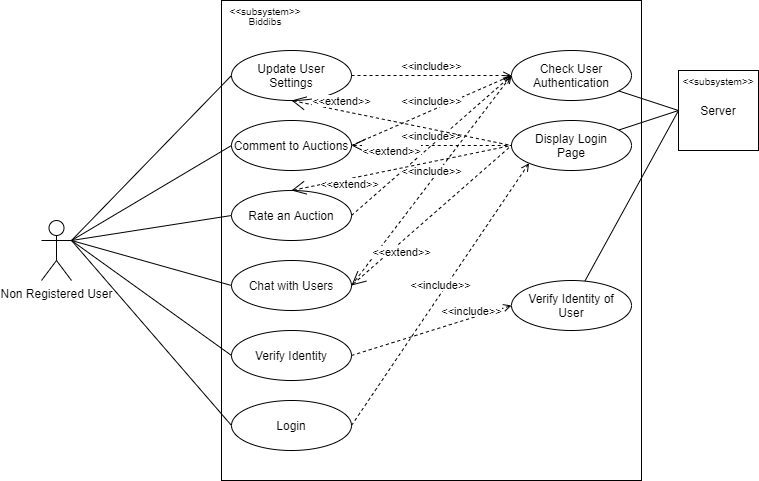 <<subsystem>>
Biddibs
Update User
Settings
<<include>>
Check User
Authentication
<<subsystem>>
Server
<<extend>>
<<include>>
Comment to Auctions
<<include>>
<<extend>>
Display Login
Page
<<extend>>
<<include>>
Rate an Auction
Non Registered User
<<extend>>
Chat with Users
<<include>>
Verify Identity of
User
<<include>>
Verify Identity
Login